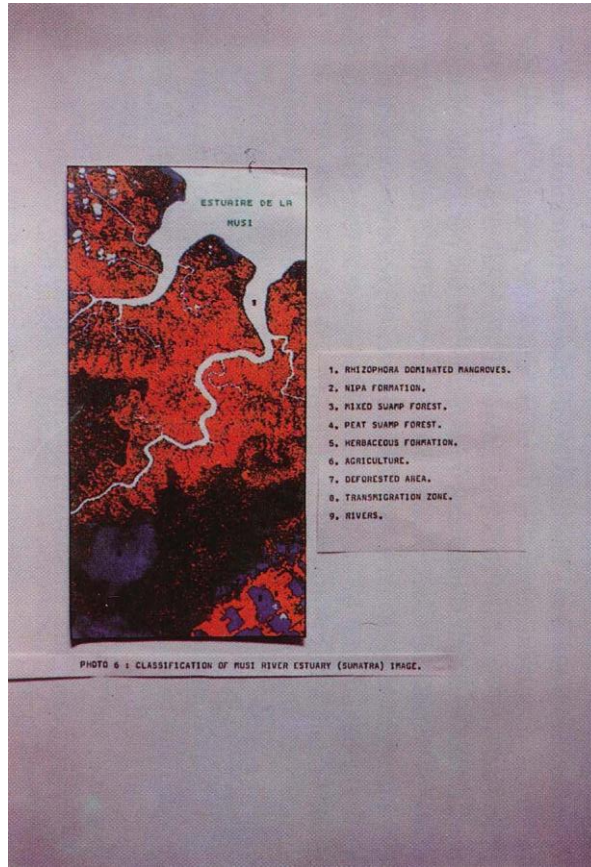 ESTUAIRE DE LA
MUSI
1. RHIZOPHORA DOMINATED MANGROVES.
2. NIPA FORMATION.
3. MIXED SUAMP FOREST.
4. PEAT SUAMP FOREST.
5. HERBACEOUS FORMATION.
6. AGRICULTURE.
7. DEFORESTED AREA.
8. TRANSMIGRATION ZONE.
9. RIVERS.
PHOTO 6 : CLASSIFICATION OF MUSI RIVER ESTUARY (SUMATRA) IMAGE.